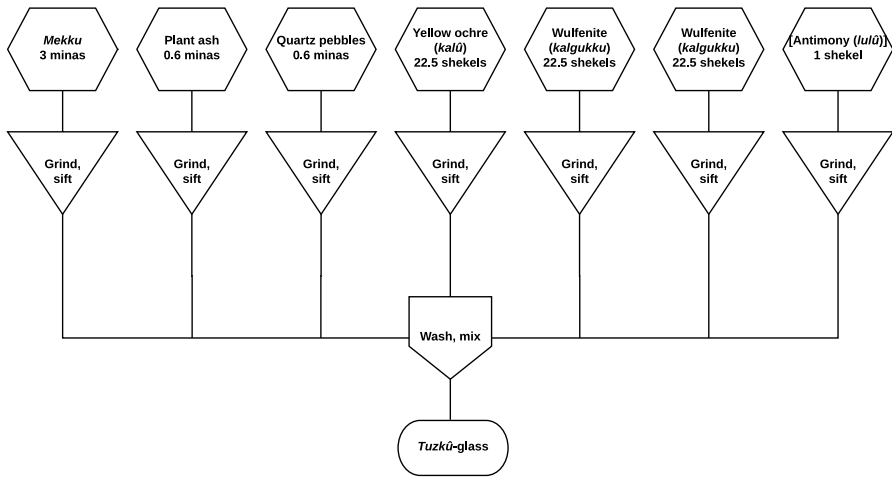 Mekku
3 minas
Plant ash
0.6 minas
Quartz pebbles
0.6 minas
Yellow ochre
(kalû)
22.5 shekels
Wulfenite
(kalgukku)
22.5 shekels
Wulfenite
(kalgukku)
22.5 shekels
[Antimony (lulû)]
1 shekel
Grind,
sift
Grind,
sift
Grind,
sift
Grind,
sift
Grind,
sift
Grind,
sift
Grind,
sift
Wash, mix
Tuzkû-glass